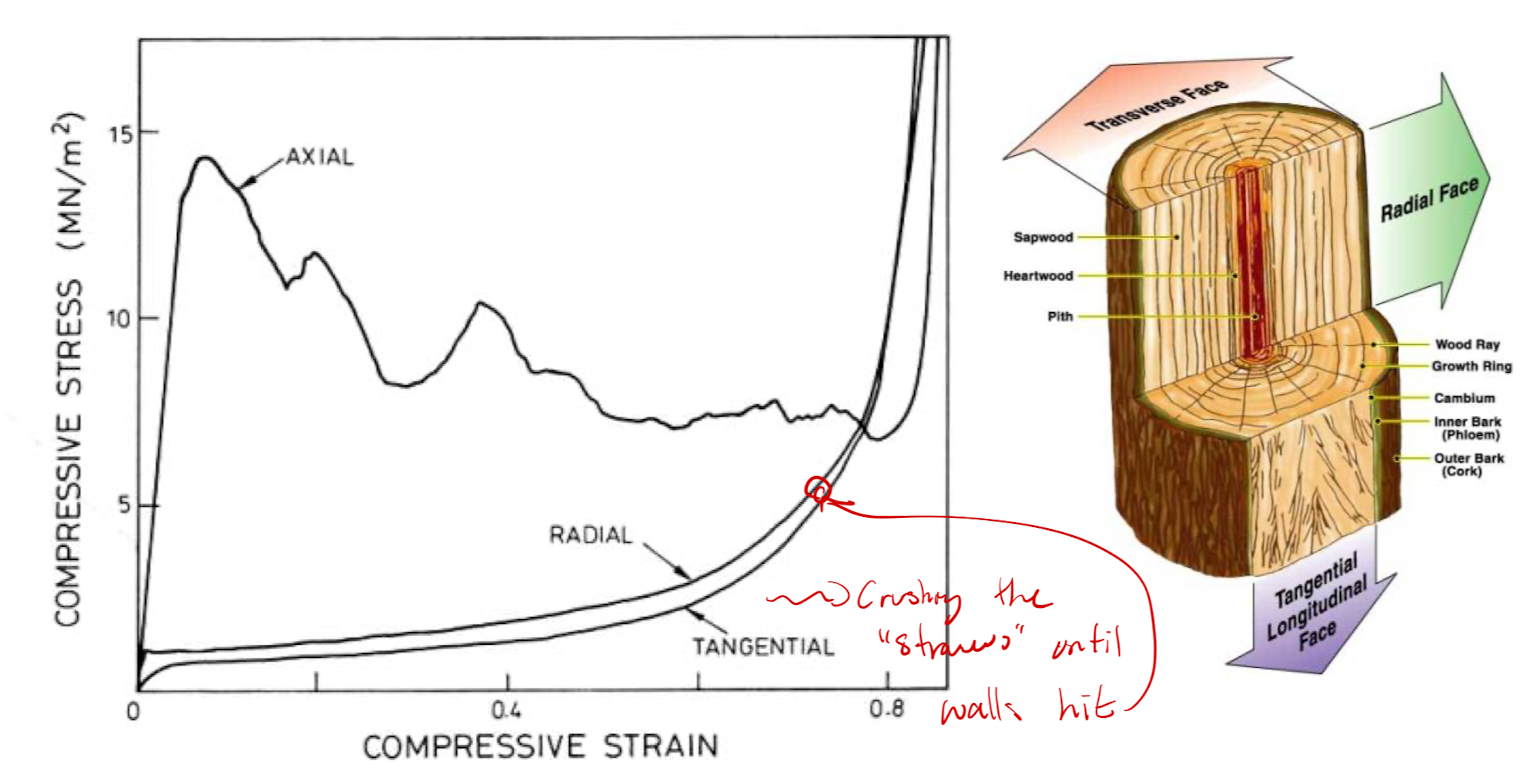 COMPRESSIVE STRESS (MN/m²)
15
10
5
0
0.4
0.8
COMPRESSIVE STRAIN
AXIAL
RADIAL
TANGENTIAL
Crushing the
"straws" until
walls hit
Transverse Face
Radial Face
Tangential
Longitudinal
Face
Sapwood
Heartwood
Pith
Wood Ray
Growth Ring
Cambium
Inner Bark
(Phloem)
Outer Bark
(Cork)